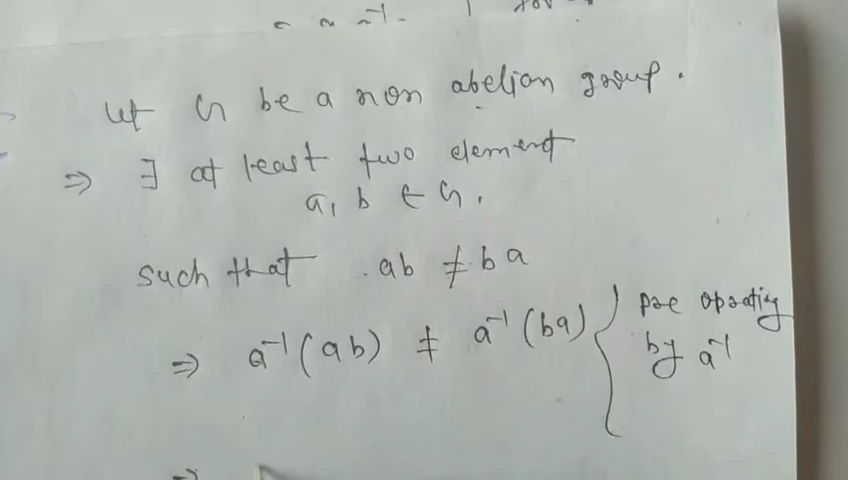 let G be a non abelian group.
⇒ ∃ at least two element
a, b ∈ G.
such that ab ≠ ba
⇒ a⁻¹(ab) ≠ a⁻¹(ba) { pre operating
by a⁻¹
⇒